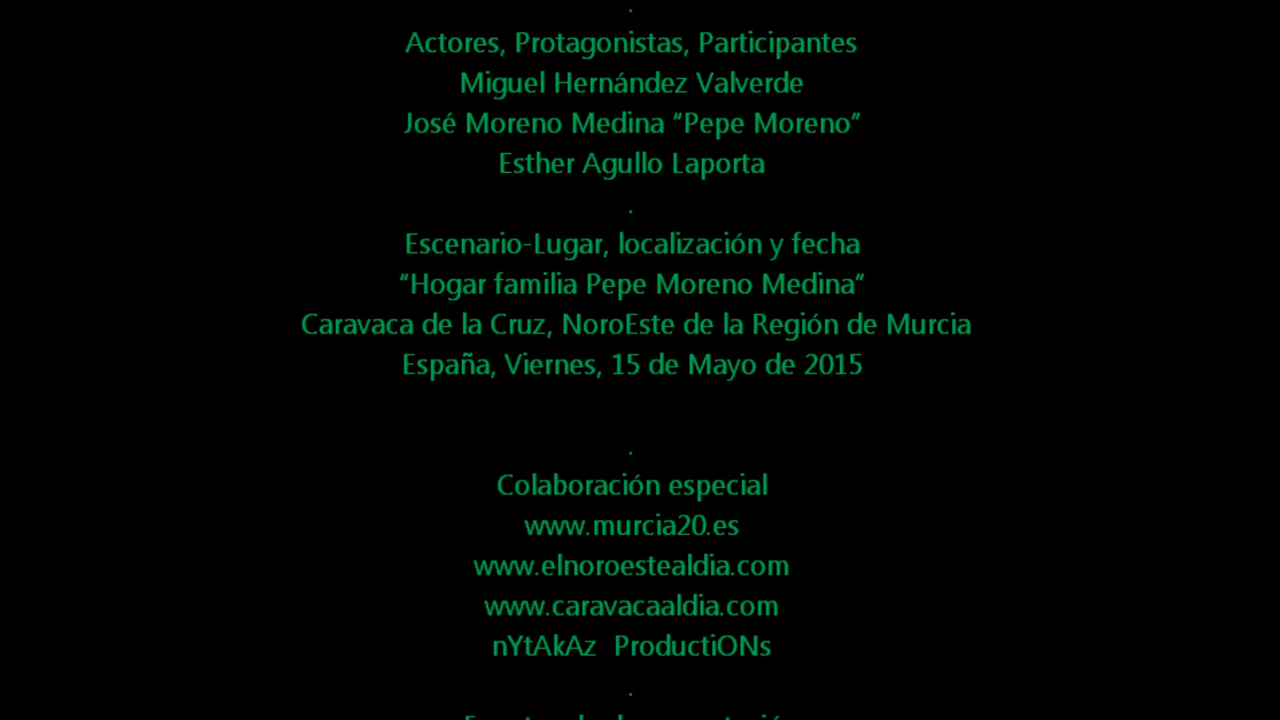 .
Actores, Protagonistas, Participantes
Miguel Hernández Valverde
José Moreno Medina “Pepe Moreno”
Esther Agullo Laporta
.
Escenario-Lugar, localización y fecha
“Hogar familia Pepe Moreno Medina”
Caravaca de la Cruz, NoroEste de la Región de Murcia
España, Viernes, 15 de Mayo de 2015
.
Colaboración especial
www.murcia20.es
www.elnoroestealdia.com
www.caravacaaldia.com
nYtAkAz  ProductiONs
.